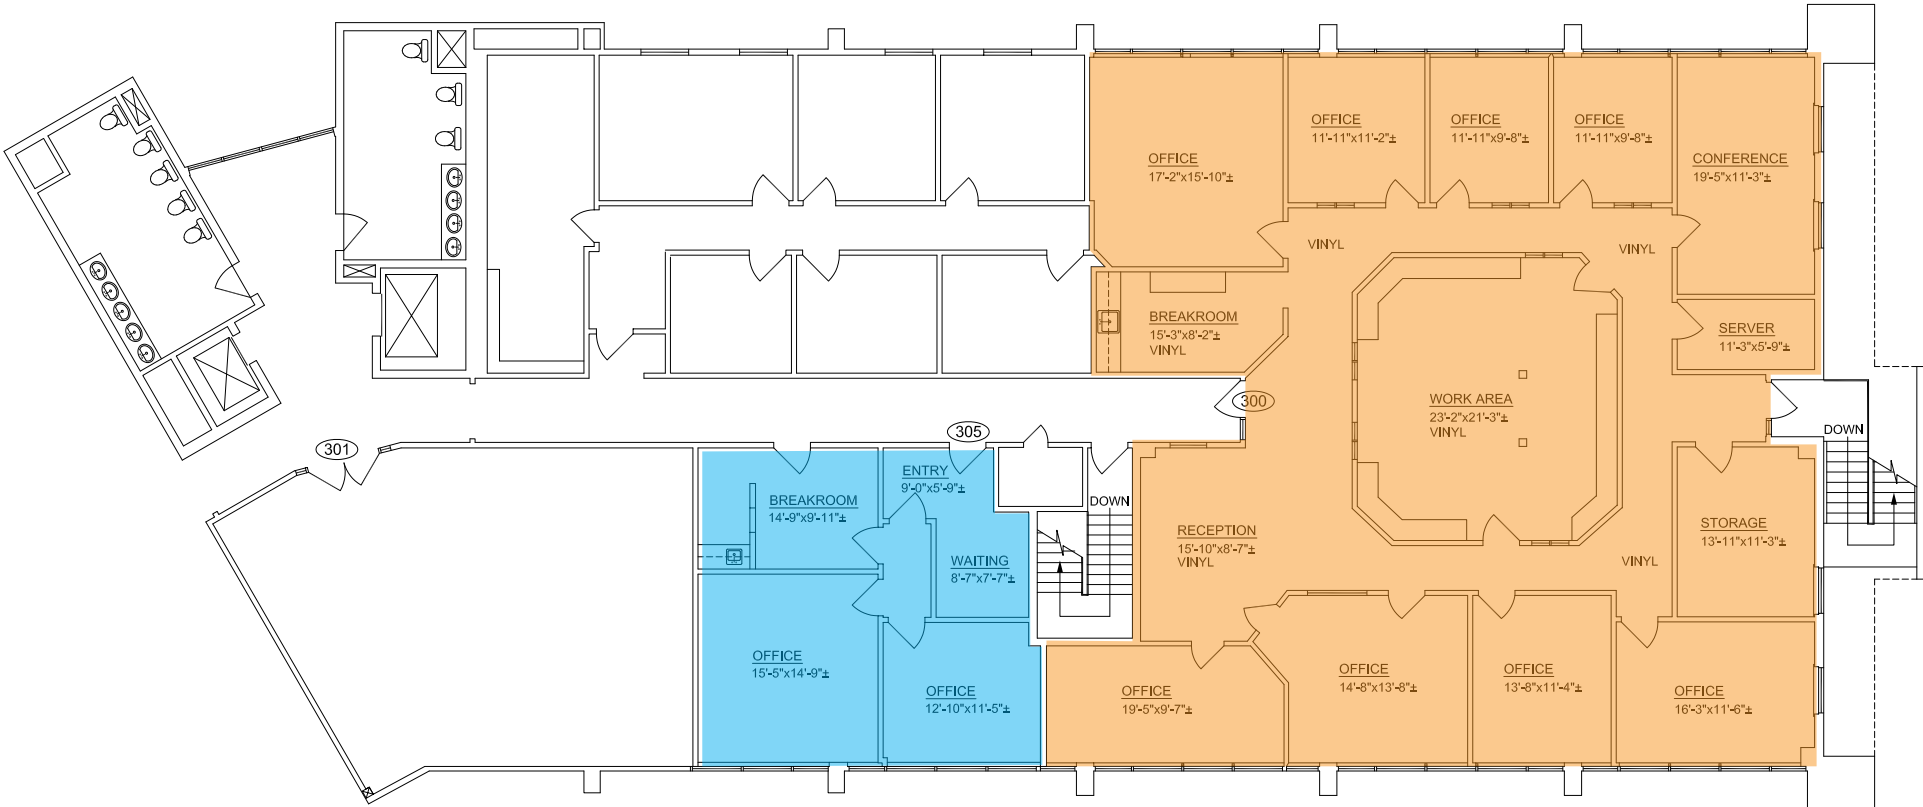 OFFICE
17'-2"x15'-10"±
OFFICE
11'-11"x11'-2"±
OFFICE
11'-11"x9'-8"±
OFFICE
11'-11"x9'-8"±
CONFERENCE
19'-5"x11'-3"±
VINYL
VINYL
BREAKROOM
15'-3"x8'-2"±
VINYL
SERVER
11'-3"x5'-9"±
WORK AREA
23'-2"x21'-3"±
VINYL
300
301
305
DOWN
DOWN
ENTRY
9'-0"x5'-9"±
BREAKROOM
14'-9"x9'-11"±
WAITING
8'-7"x7'-7"±
RECEPTION
15'-10"x8'-7"±
VINYL
STORAGE
13'-11"x11'-3"±
VINYL
OFFICE
15'-5"x14'-9"±
OFFICE
12'-10"x11'-5"±
OFFICE
19'-5"x9'-7"±
OFFICE
14'-8"x13'-8"±
OFFICE
13'-8"x11'-4"±
OFFICE
16'-3"x11'-6"±